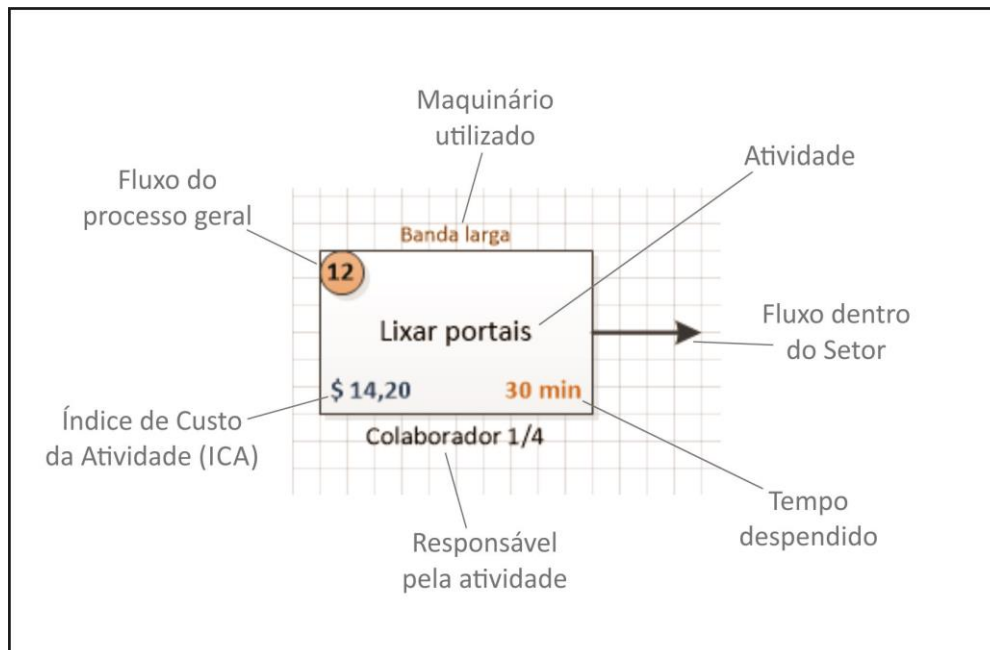 Maquinário
utilizado
Atividade
Fluxo do
processo geral
Banda larga
12
Lixar portais
Fluxo dentro
do Setor
$ 14,20
30 min
Índice de Custo
da Atividade (ICA)
Colaborador 1/4
Tempo
despendido
Responsável
pela atividade